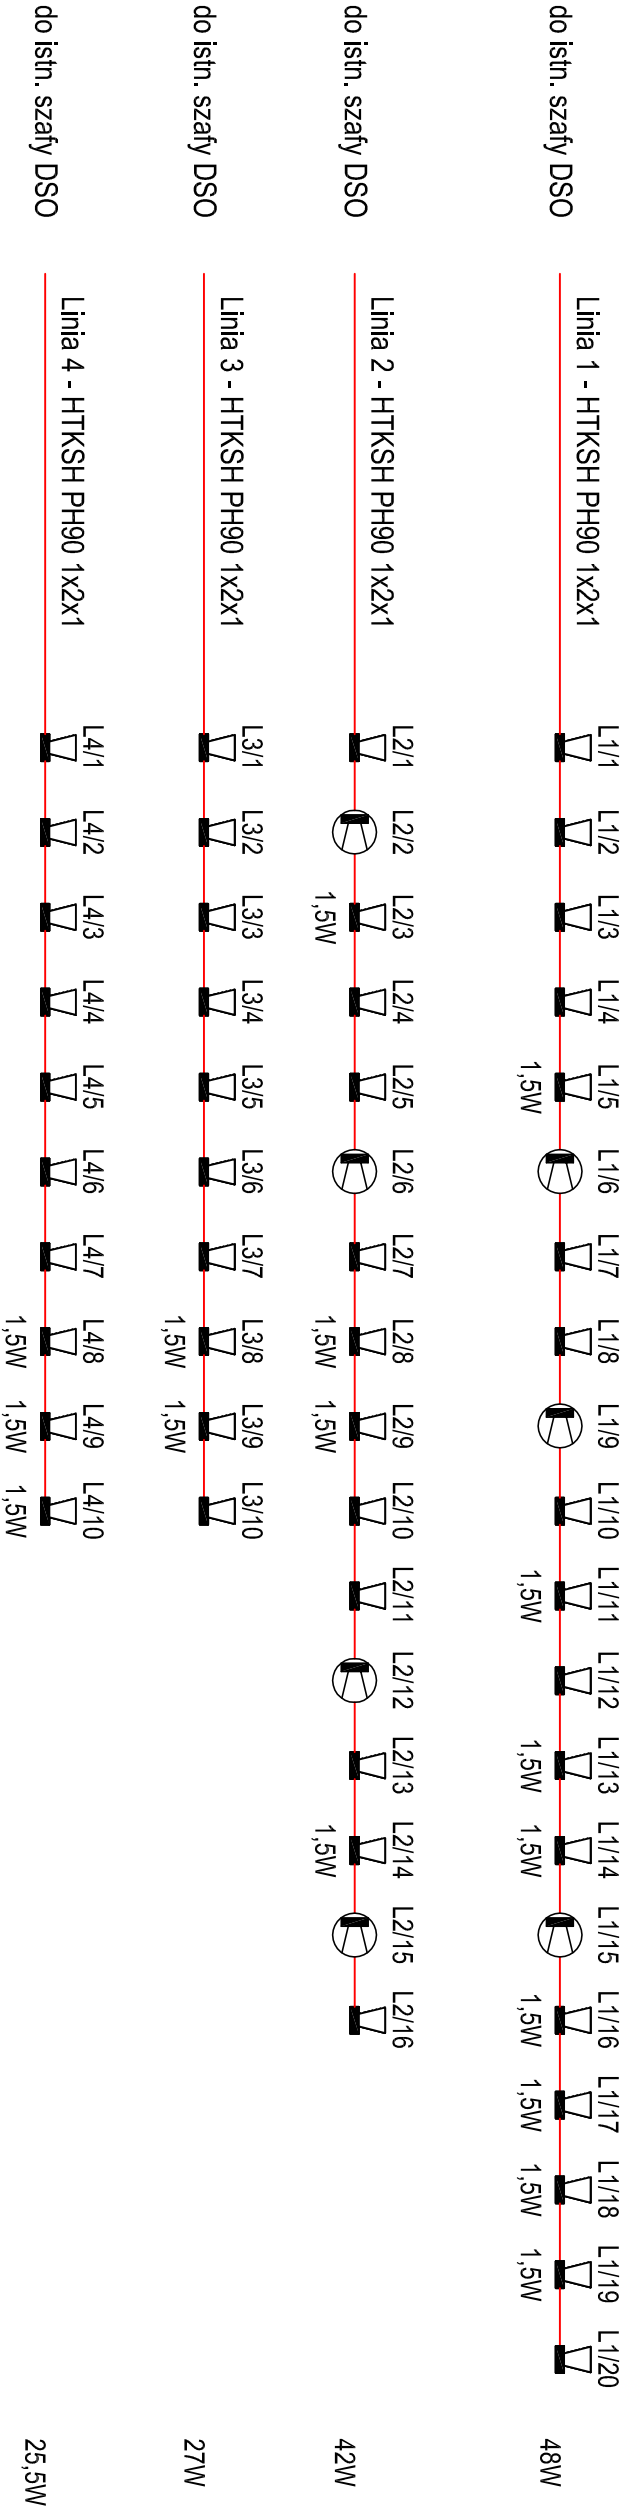 do istn. szafy DSO
Linia 1 - HTKSH PH90 1x2x1
L1/1 L1/2 L1/3 L1/4 L1/5 L1/6 L1/7 L1/8 L1/9 L1/10 L1/11 L1/12 L1/13 L1/14 L1/15 L1/16 L1/17 L1/18 L1/19 L1/20
1,5W 1,5W 1,5W 1,5W 1,5W 1,5W 1,5W 1,5W
48W
do istn. szafy DSO
Linia 2 - HTKSH PH90 1x2x1
L2/1 L2/2 L2/3 L2/4 L2/5 L2/6 L2/7 L2/8 L2/9 L2/10 L2/11 L2/12 L2/13 L2/14 L2/15 L2/16
1,5W 1,5W 1,5W 1,5W
42W
do istn. szafy DSO
Linia 3 - HTKSH PH90 1x2x1
L3/1 L3/2 L3/3 L3/4 L3/5 L3/6 L3/7 L3/8 L3/9 L3/10
1,5W 1,5W
27W
do istn. szafy DSO
Linia 4 - HTKSH PH90 1x2x1
L4/1 L4/2 L4/3 L4/4 L4/5 L4/6 L4/7 L4/8 L4/9 L4/10
1,5W 1,5W 1,5W
25,5W